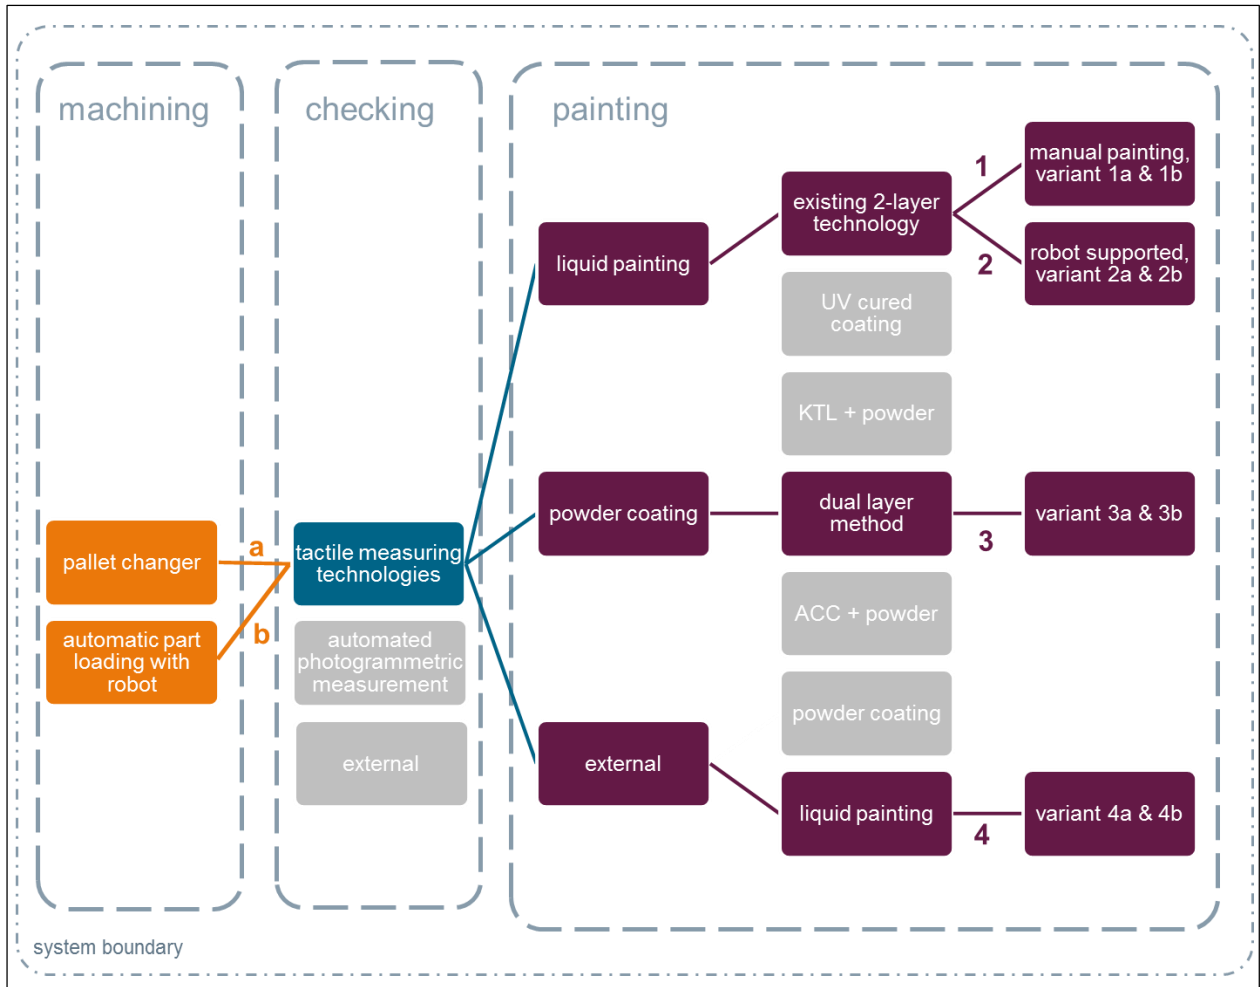 machining
checking
painting
pallet changer
automatic part
loading with
robot
a
b
tactile measuring
technologies
automated
photogrammetric
measurement
external
liquid painting
powder coating
external
existing 2-layer
technology
UV cured
coating
KTL + powder
dual layer
method
ACC + powder
powder coating
liquid painting
1
2
3
4
manual painting,
variant 1a & 1b
robot supported,
variant 2a & 2b
variant 3a & 3b
variant 4a & 4b
system boundary